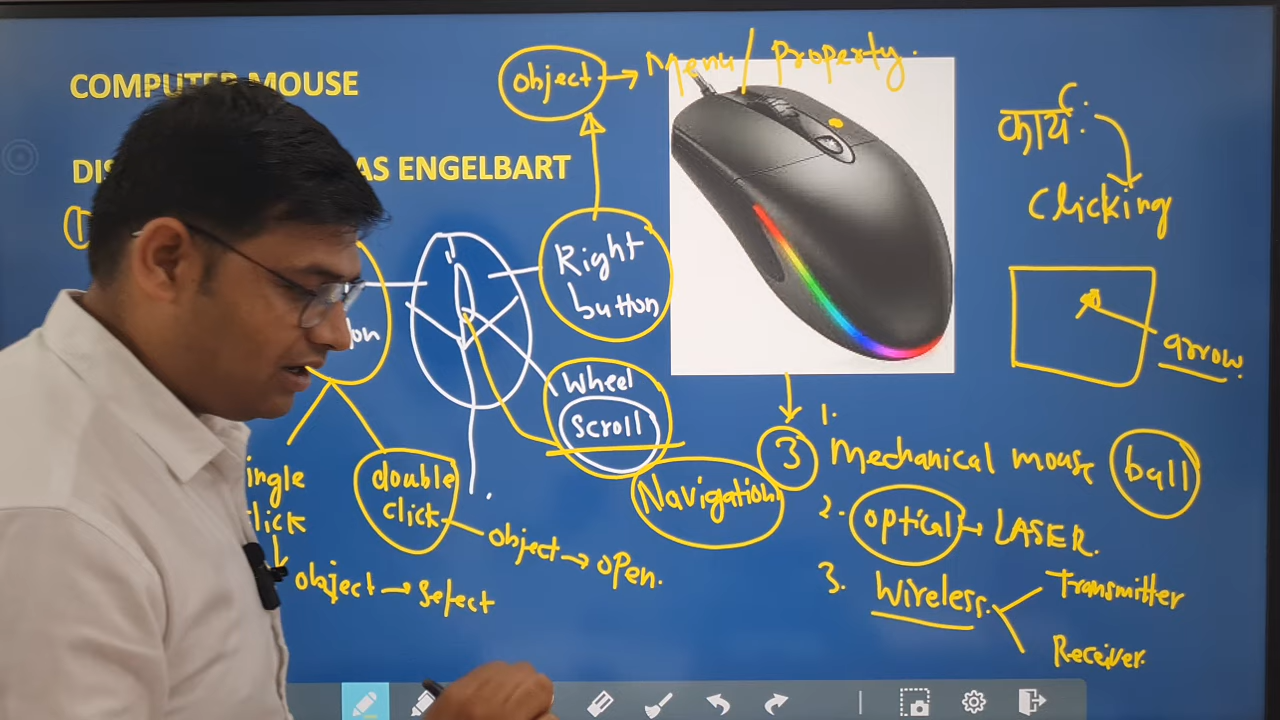 COMPUTER MOUSE
AS ENGELBART
object → Menu / Property.
कार्य:
Clicking
arrow.
Right
button
Wheel
Scroll
Navigation
double
click
object → open.
object → select
3
1.
Mechanical mouse ball
2. optical → LASER.
3. Wireless.
Transmitter
Receiver.